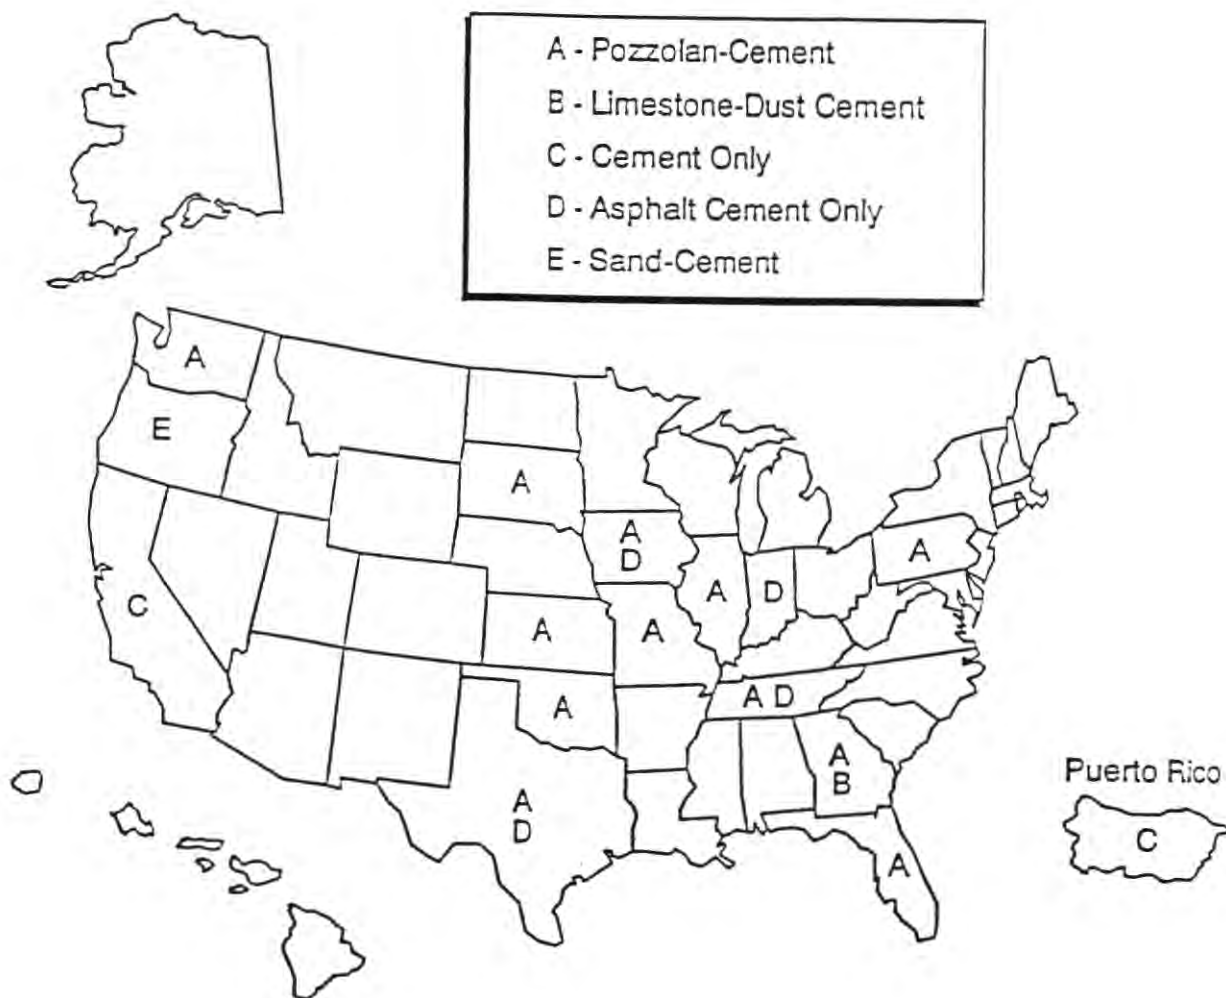 A - Pozzolan-Cement
B - Limestone-Dust Cement
C - Cement Only
D - Asphalt Cement Only
E - Sand-Cement
A
E
A
A
D
A
A
D
C
A
A
A
A D
A
A
B
Puerto Rico
A
D
C
A